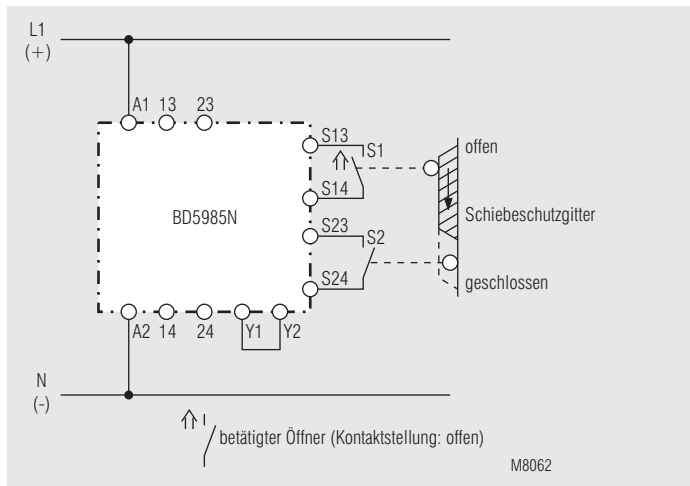 L1
(+)
A1 13 23
S13
S1
S14
S23
S2
S24
BD5985N
offen
Schiebeschutzgitter
geschlossen
A2 14 24 Y1 Y2
N
(-)
betätigter Öffner (Kontaktstellung: offen)
M8062